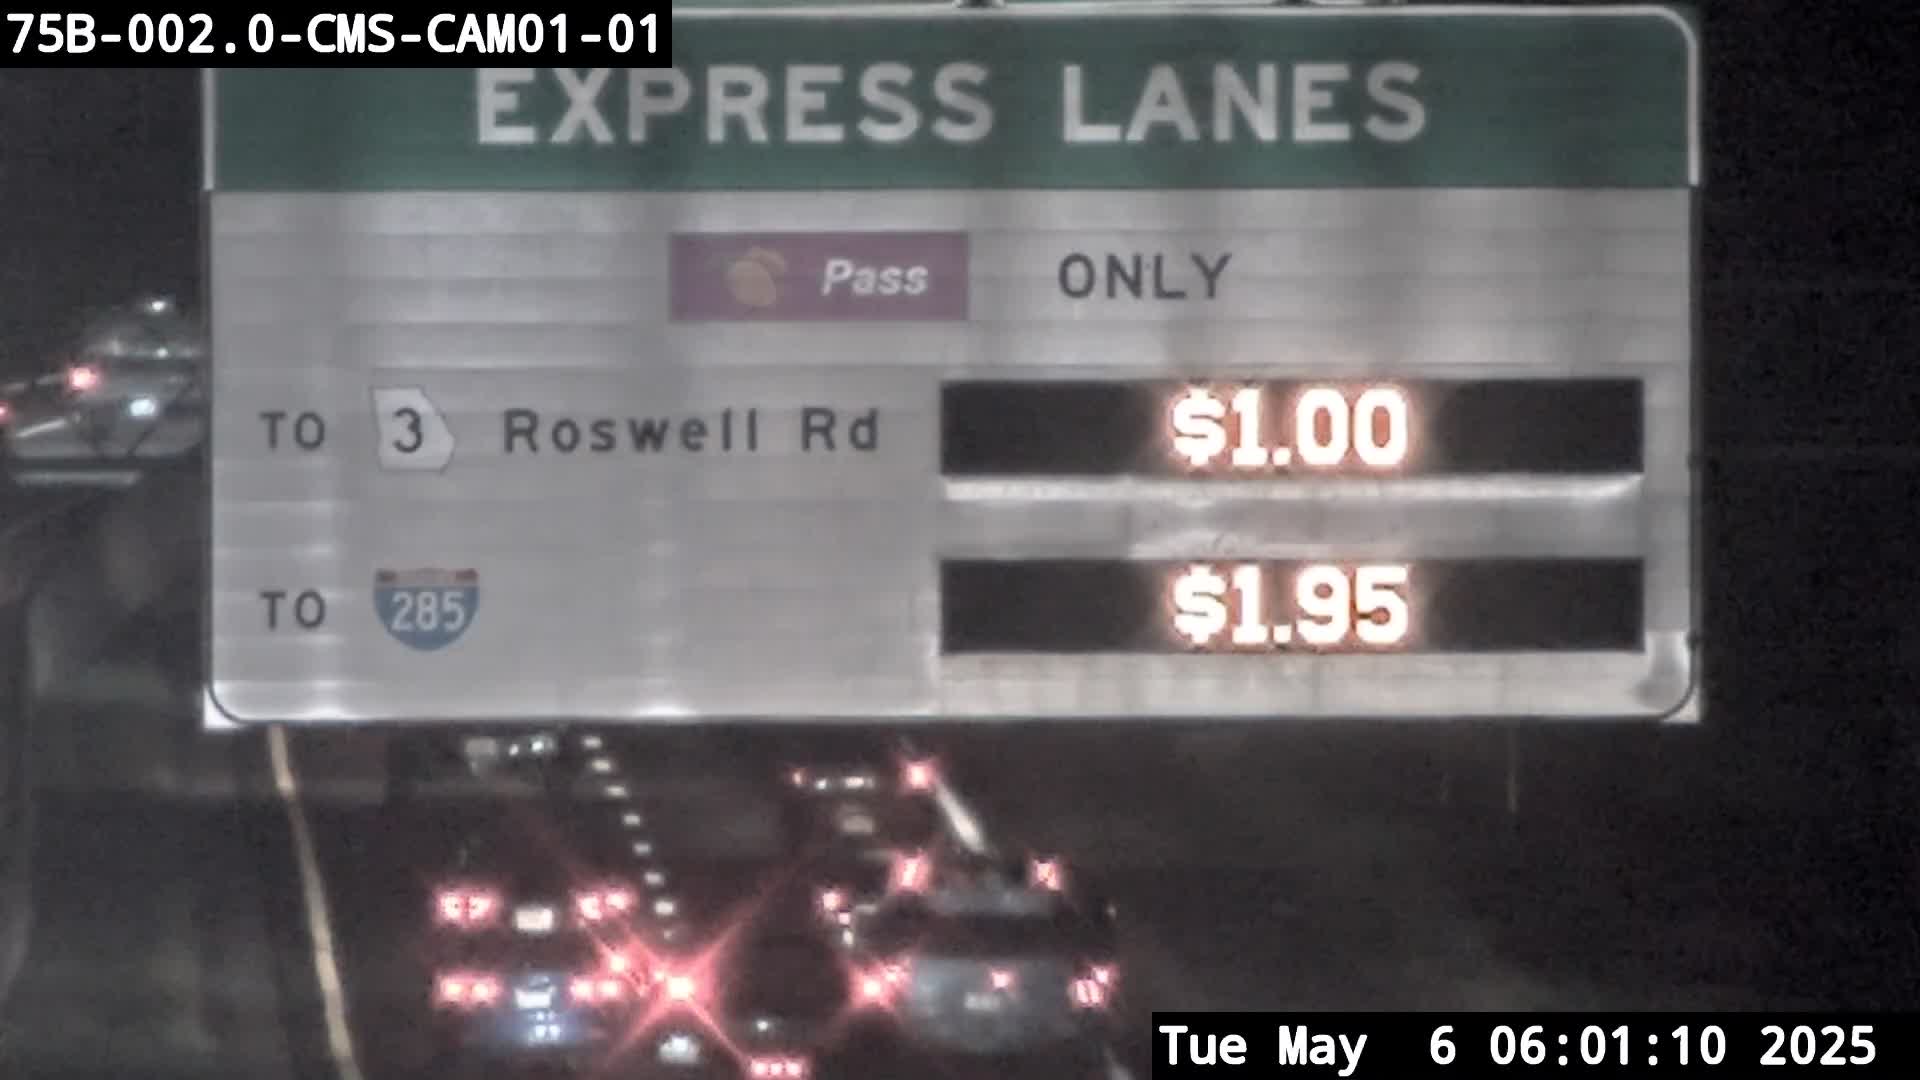 75B-002.0-CMS-CAM01-01
EXPRESS LANES
Pass ONLY
TO 3 Roswell Rd $1.00
TO 285 $1.95
Tue May 6 06:01:10 2025